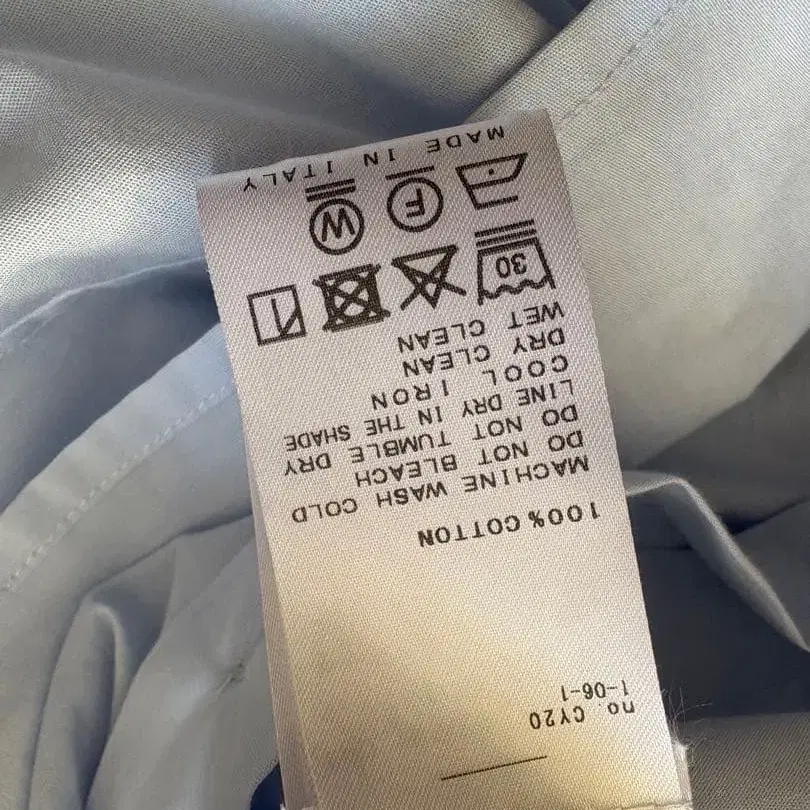 no. CY20
1-06-1
100% COTTON
MACHINE WASH COLD
DO NOT BLEACH
DO NOT TUMBLE DRY
LINE DRY IN THE SHADE
COOL IRON
DRY CLEAN
WET CLEAN
30
F W
MADE IN ITALY